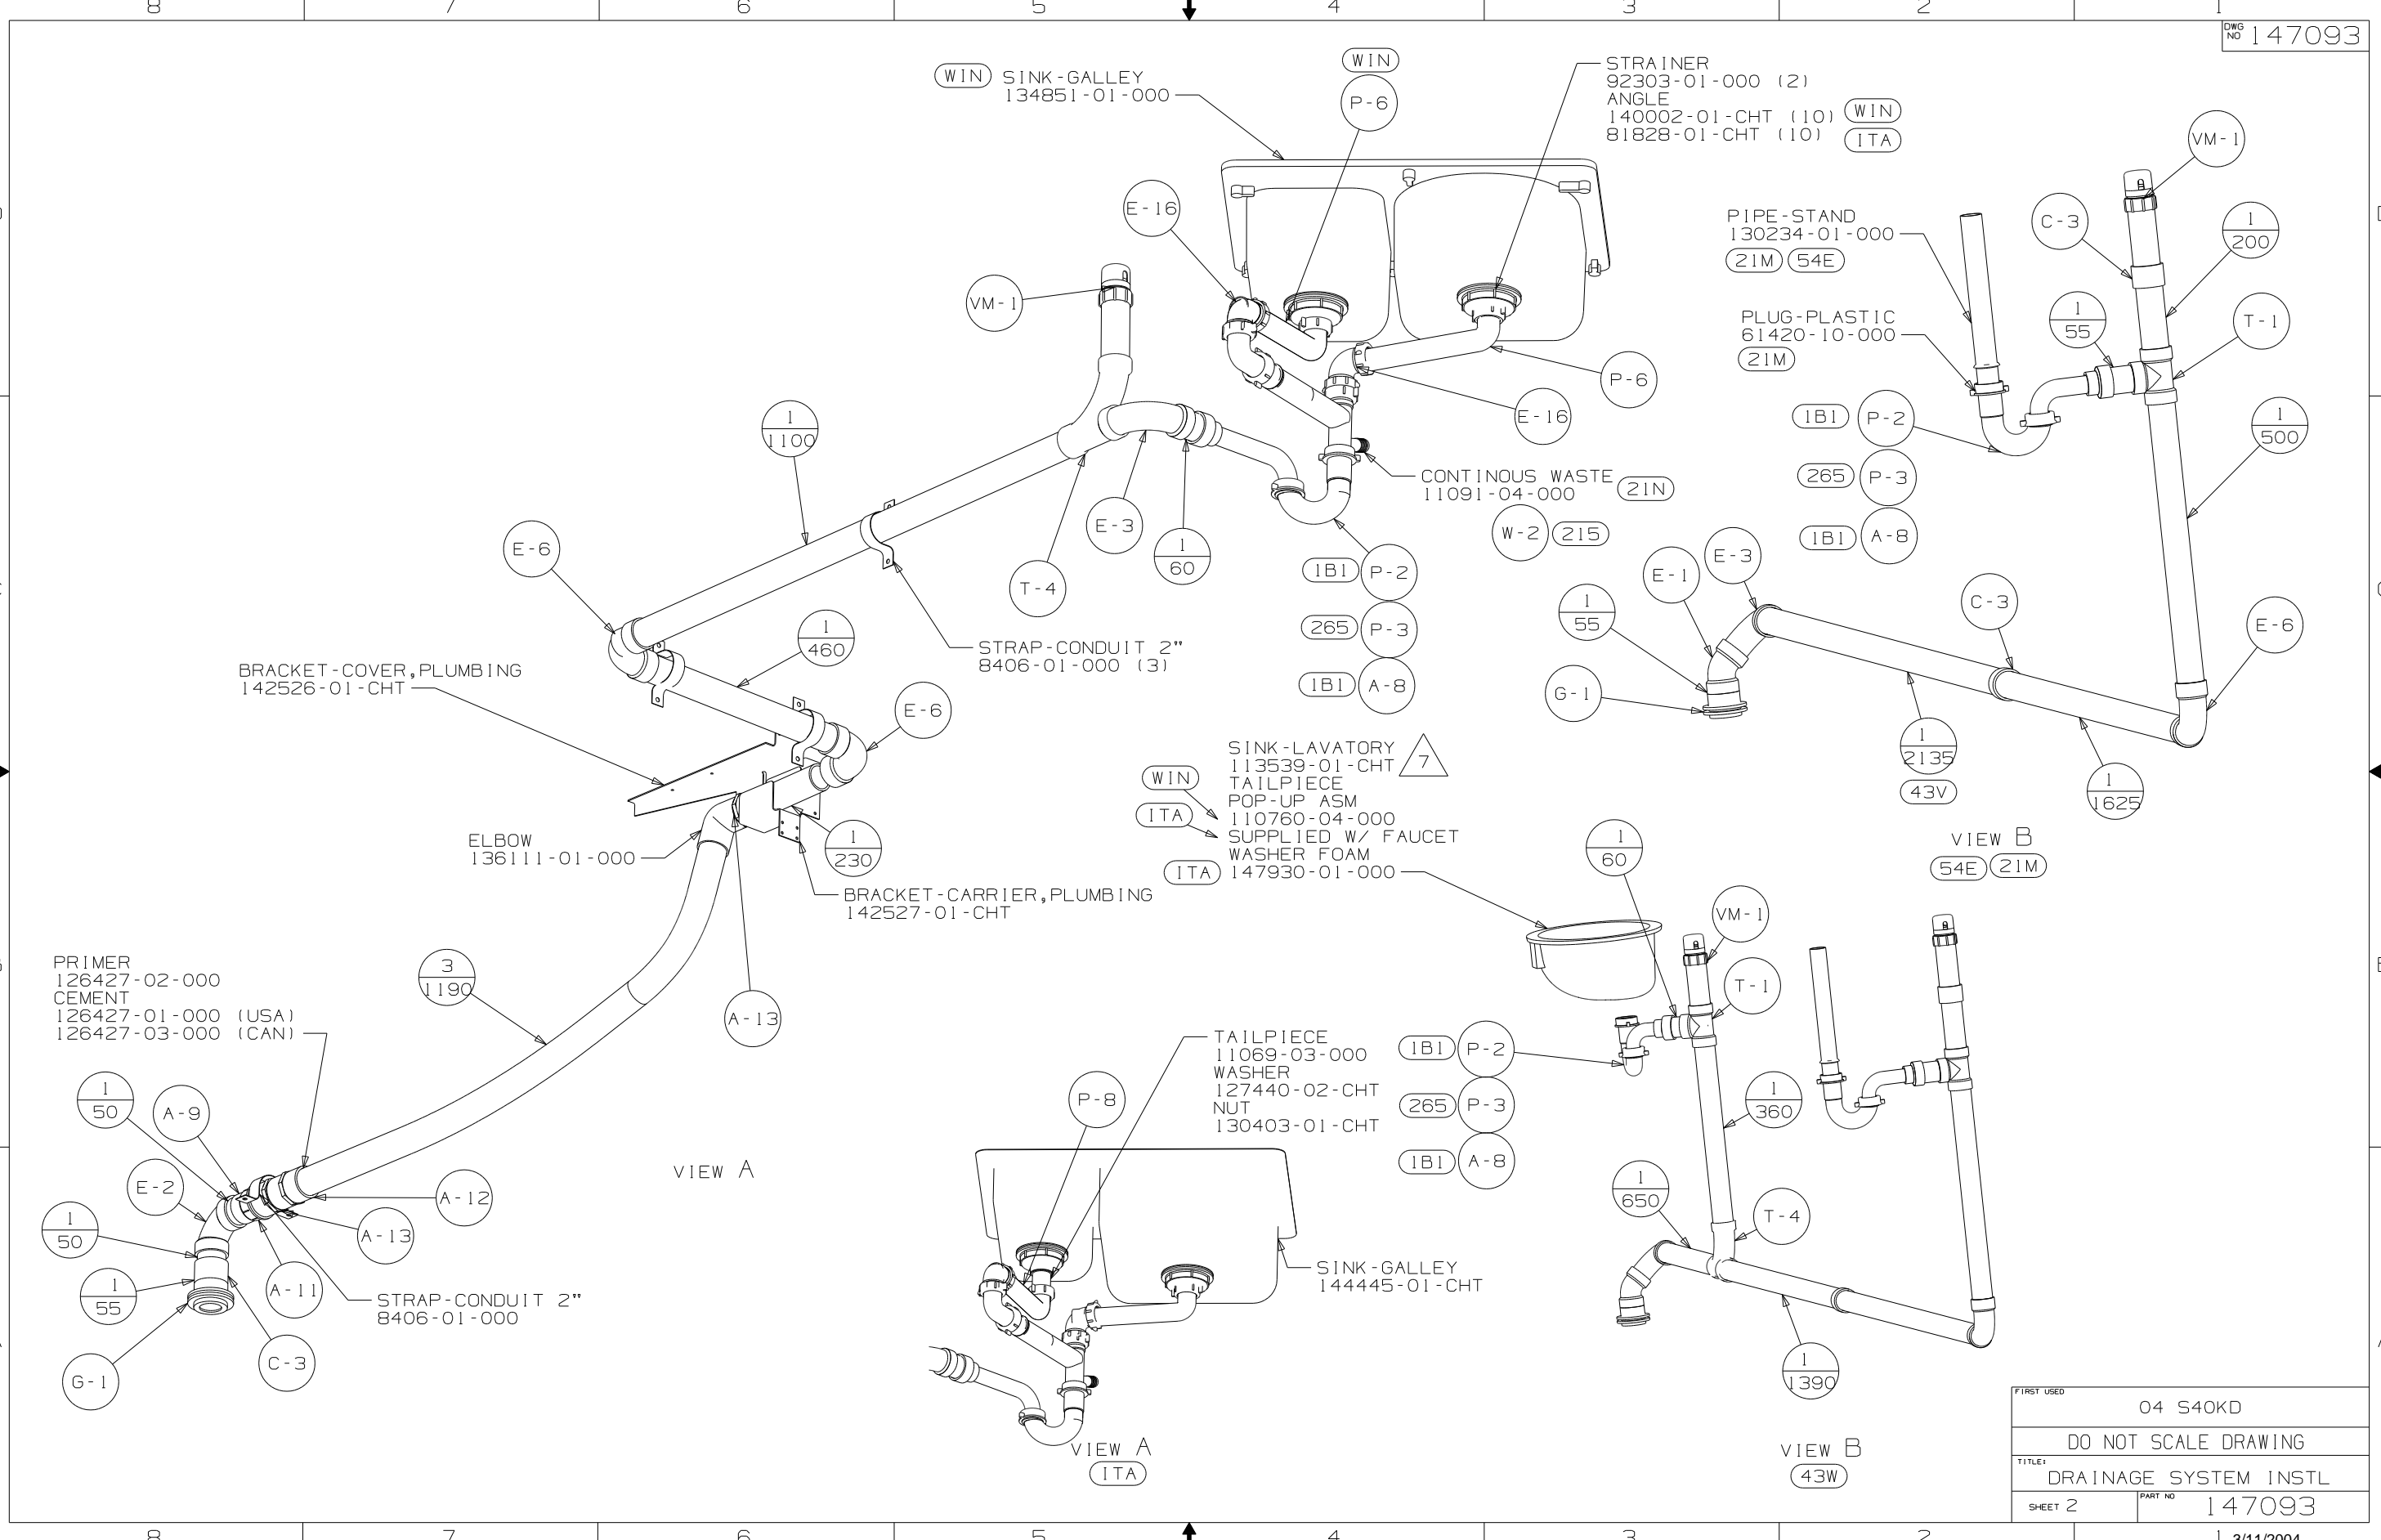 8 7 6 5 4 3 2 1
DWG NO 147093
WIN SINK-GALLEY
134851-01-000
WIN
P-6
STRAINER
92303-01-000 (2)
ANGLE
140002-01-CHT (10) WIN
81828-01-CHT (10) ITA
E-16
VM-1
P-6
E-16
CONTINOUS WASTE
11091-04-000 21N
W-2 215
1B1 P-2
265 P-3
1B1 A-8
1
1100
E-3
1
60
T-4
E-6
STRAP-CONDUIT 2"
8406-01-000 (3)
1
460
E-6
BRACKET-COVER,PLUMBING
142526-01-CHT
ELBOW
136111-01-000
1
230
BRACKET-CARRIER,PLUMBING
142527-01-CHT
A-13
3
1190
PRIMER
126427-02-000
CEMENT
126427-01-000 (USA)
126427-03-000 (CAN)
1
50
A-9
E-2
1
50
1
55
G-1
C-3
A-11
A-13
A-12
STRAP-CONDUIT 2"
8406-01-000
VIEW A
VM-1
C-3
1
200
PIPE-STAND
130234-01-000
21M 54E
PLUG-PLASTIC
61420-10-000
21M
1
55
T-1
1B1 P-2
265 P-3
1B1 A-8
1
500
E-3
E-1
1
55
G-1
C-3
E-6
1
2135
43V
1
1625
VIEW B
54E 21M
SINK-LAVATORY
113539-01-CHT 7
WIN TAILPIECE
POP-UP ASM
110760-04-000
ITA SUPPLIED W/ FAUCET
WASHER FOAM
ITA 147930-01-000
1
60
VM-1
T-1
1B1 P-2
265 P-3
1B1 A-8
1
360
1
650
T-4
1
1390
VIEW B
43W
TAILPIECE
11069-03-000
WASHER
127440-02-CHT
NUT
130403-01-CHT
P-8
SINK-GALLEY
144445-01-CHT
VIEW A
ITA
FIRST USED
04 S40KD
DO NOT SCALE DRAWING
TITLE:
DRAINAGE SYSTEM INSTL
SHEET 2 PART NO 147093
8 7 6 5 4 3 2 1
3/11/2004